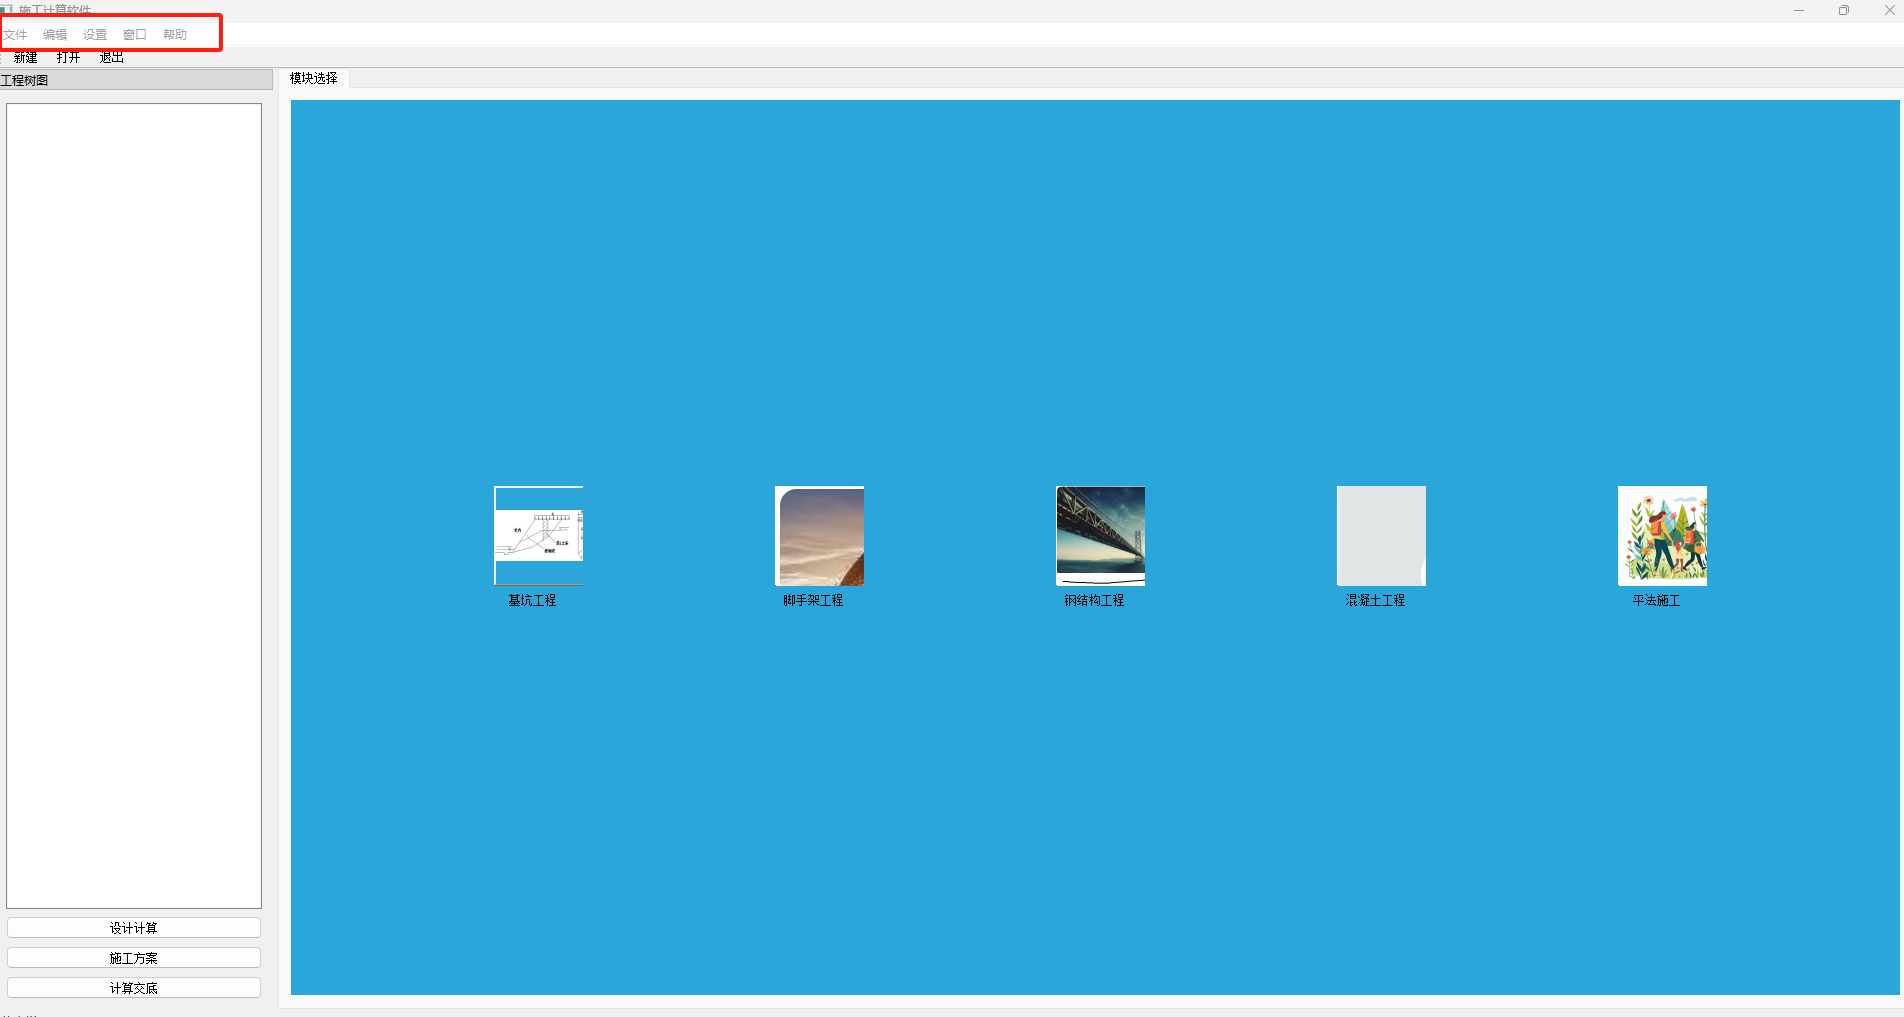 施工计算软件
文件 编辑 设置 窗口 帮助
新建 打开 退出
工程树图
模块选择
基坑工程 脚手架工程 钢结构工程 混凝土工程 平法施工
设计计算
施工方案
计算交底